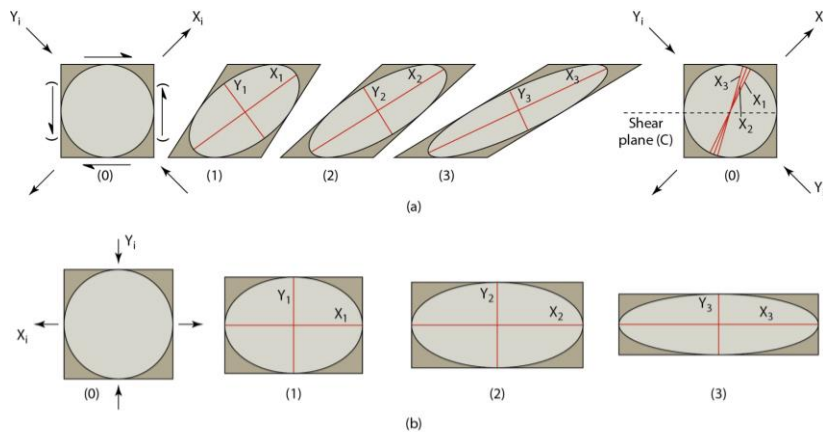 Yᵢ
Xᵢ
Y₁
X₁
Y₂
X₂
Y₃
X₃
X
X₃
X₁
X₂
Shear
plane (C)
Y
(0)
(1)
(2)
(3)
(0)
(a)
Yᵢ
Xᵢ
Y₁
X₁
Y₂
X₂
Y₃
X₃
(0)
(1)
(2)
(3)
(b)